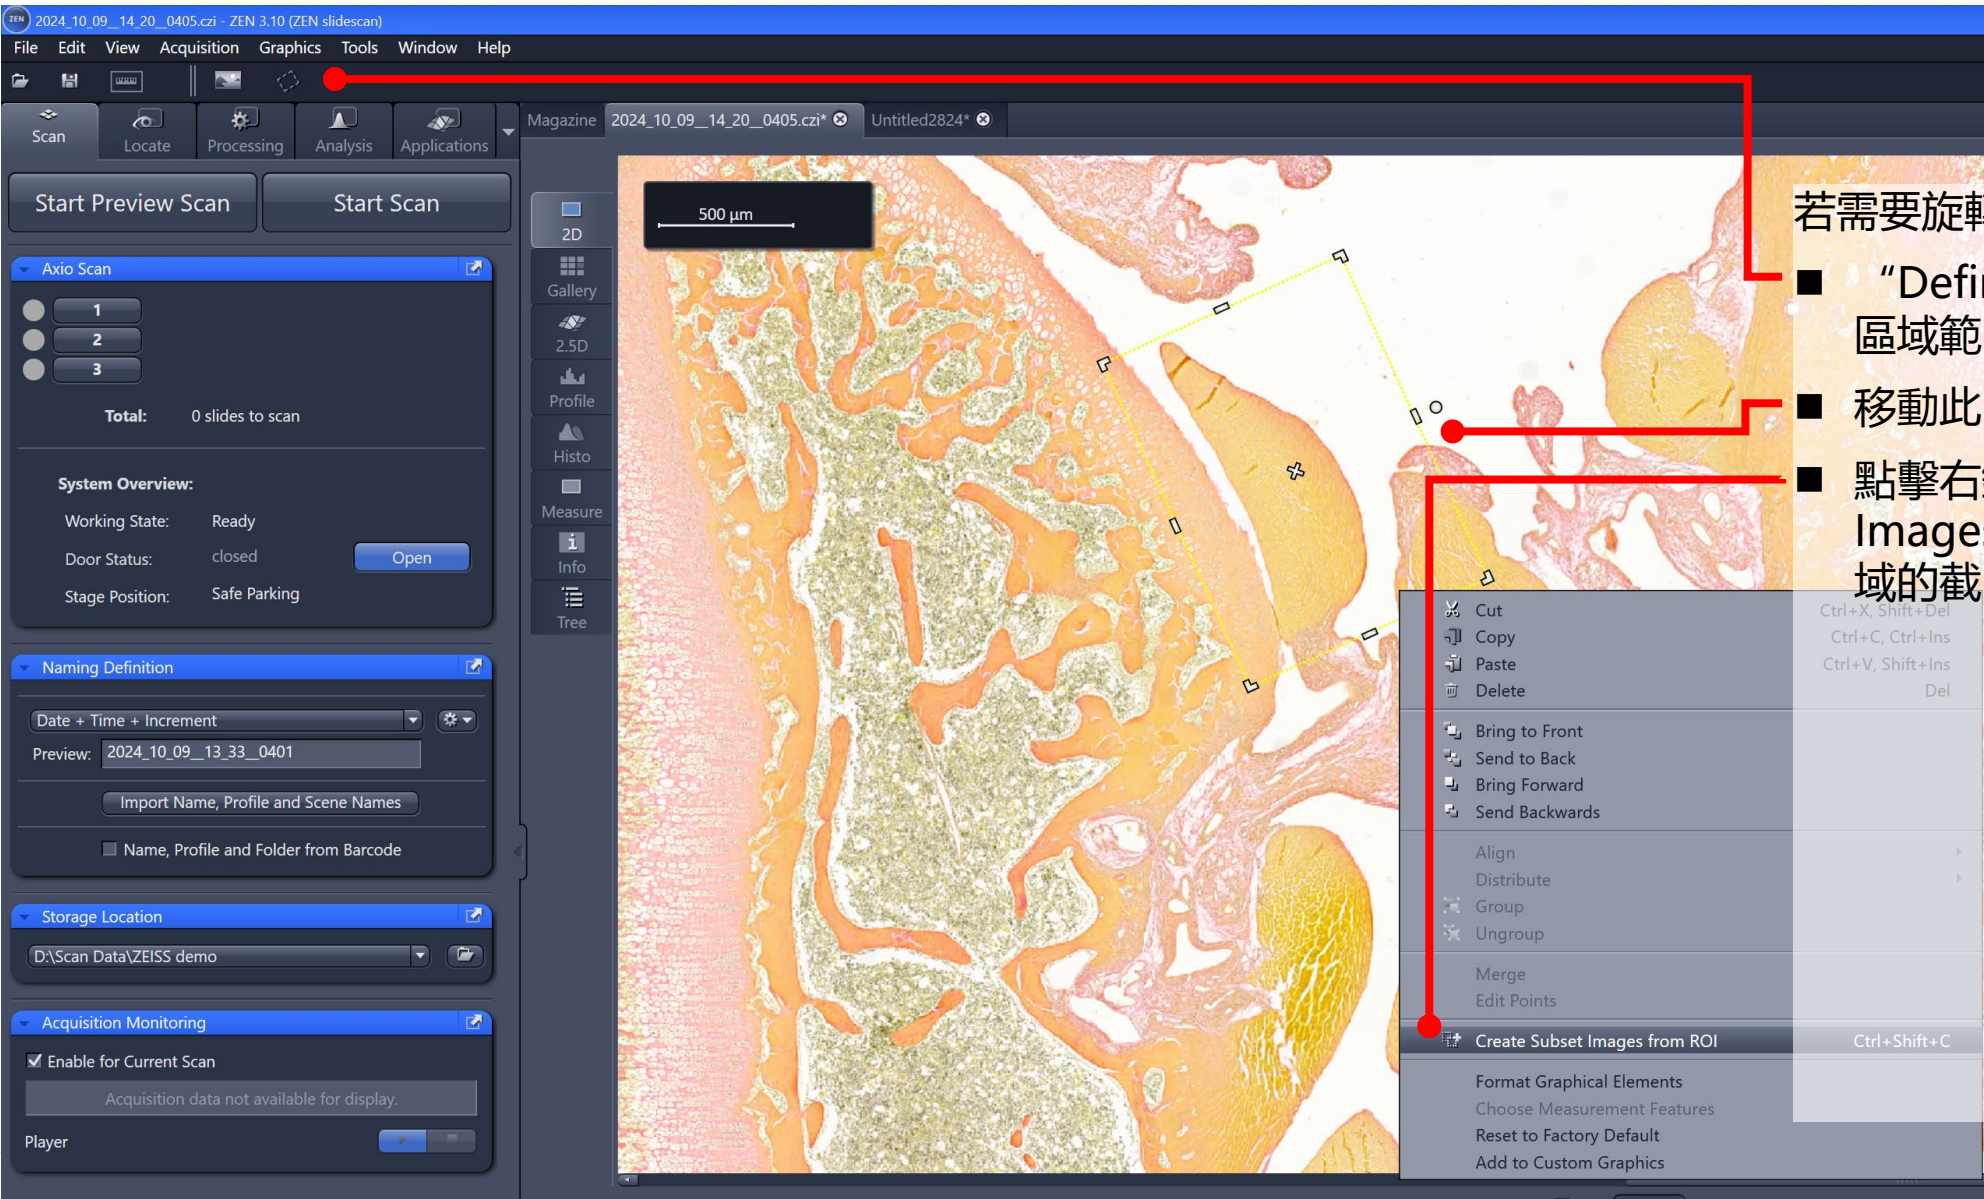 ZEN 2024_10_09__14_20__0405.czi - ZEN 3.10 (ZEN slidescan)
File Edit View Acquisition Graphics Tools Window Help
Scan Locate Processing Analysis Applications
Magazine 2024_10_09__14_20__0405.czi* Untitled2824*
Start Preview Scan Start Scan
Axio Scan
1
2
3
Total: 0 slides to scan
System Overview:
Working State: Ready
Door Status: closed Open
Stage Position: Safe Parking
Naming Definition
Date + Time + Increment
Preview: 2024_10_09__13_33__0401
Import Name, Profile and Scene Names
Name, Profile and Folder from Barcode
Storage Location
D:\Scan Data\ZEISS demo
Acquisition Monitoring
Enable for Current Scan
Acquisition data not available for display.
Player
2D
Gallery
2.5D
Profile
Histo
Measure
Info
Tree
500 µm
若需要旋轉
■ “Defin
區域範
■ 移動此
■ 點擊右
Images
域的截
Cut Ctrl+X, Shift+Del
Copy Ctrl+C, Ctrl+Ins
Paste Ctrl+V, Shift+Ins
Delete Del
Bring to Front
Send to Back
Bring Forward
Send Backwards
Align
Distribute
Group
Ungroup
Merge
Edit Points
Create Subset Images from ROI Ctrl+Shift+C
Format Graphical Elements
Choose Measurement Features
Reset to Factory Default
Add to Custom Graphics